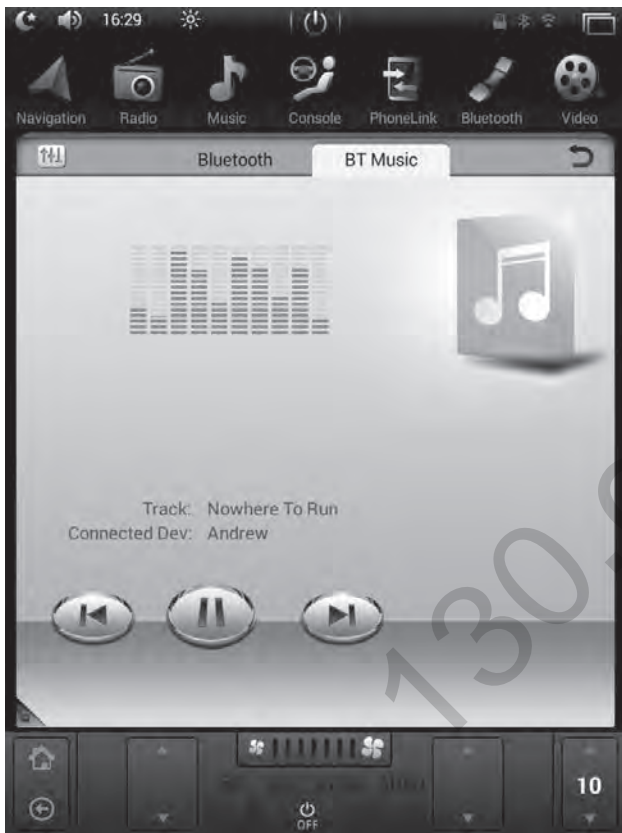 16:29
Navigation Radio Music Console PhoneLink Bluetooth Video
Bluetooth BT Music
Track: Nowhere To Run
Connected Dev: Andrew
130.
10
OFF